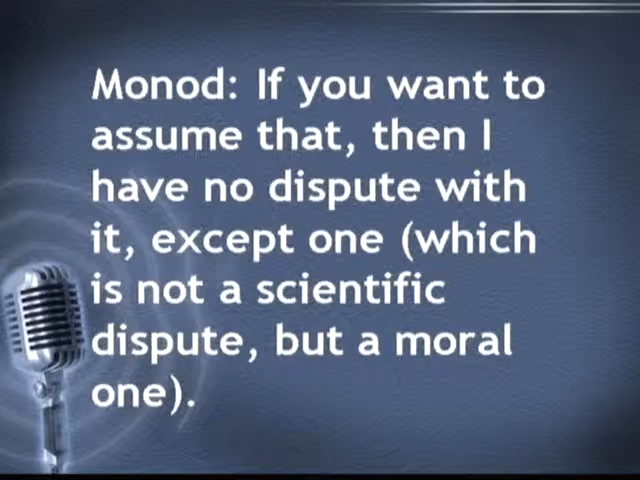 Monod: If you want to
assume that, then I
have no dispute with
it, except one (which
is not a scientific
dispute, but a moral
one).